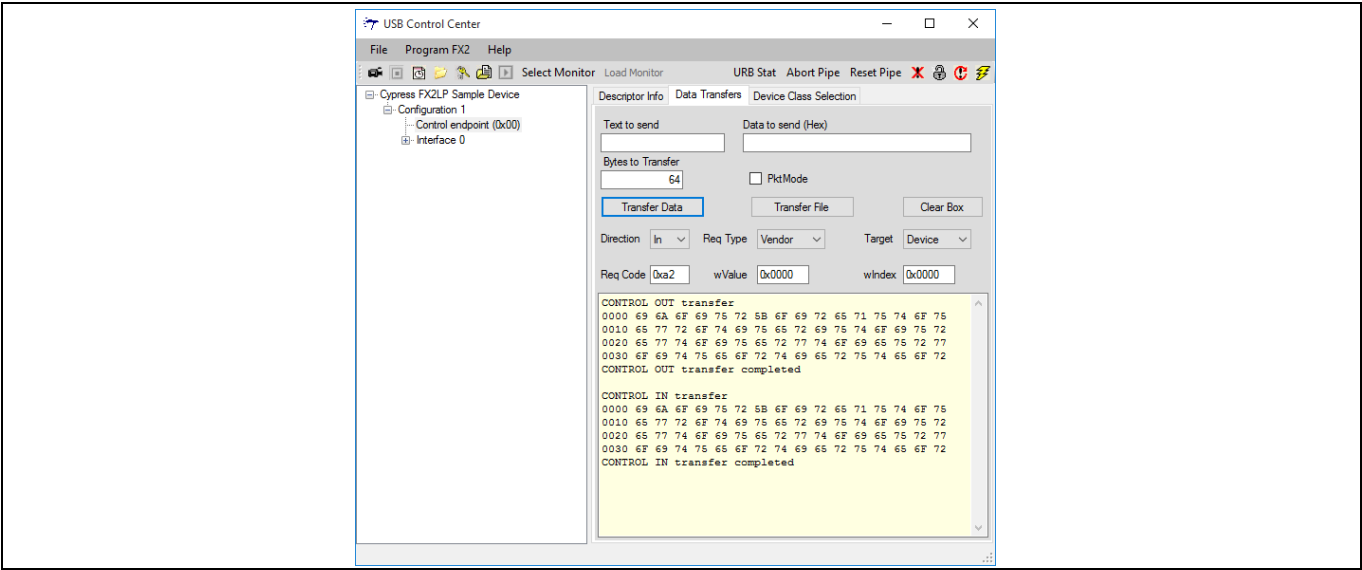 USB Control Center
File Program FX2 Help
Select Monitor Load Monitor URB Stat Abort Pipe Reset Pipe
Cypress FX2LP Sample Device
Configuration 1
Control endpoint (0x00)
Interface 0
Descriptor Info Data Transfers Device Class Selection
Text to send Data to send (Hex)
Bytes to Transfer
64 PktMode
Transfer Data Transfer File Clear Box
Direction In Req Type Vendor Target Device
Req Code 0xa2 wValue 0x0000 wIndex 0x0000
CONTROL OUT transfer
0000 69 6A 6F 69 75 72 5B 6F 69 72 65 71 75 74 6F 75
0010 65 77 72 6F 74 69 75 65 72 69 75 74 6F 69 75 72
0020 65 77 74 6F 69 75 65 72 77 74 6F 69 65 75 72 77
0030 6F 69 74 75 65 6F 72 74 69 65 72 75 74 65 6F 72
CONTROL OUT transfer completed
CONTROL IN transfer
0000 69 6A 6F 69 75 72 5B 6F 69 72 65 71 75 74 6F 75
0010 65 77 72 6F 74 69 75 65 72 69 75 74 6F 69 75 72
0020 65 77 74 6F 69 75 65 72 77 74 6F 69 65 75 72 77
0030 6F 69 74 75 65 6F 72 74 69 65 72 75 74 65 6F 72
CONTROL IN transfer completed